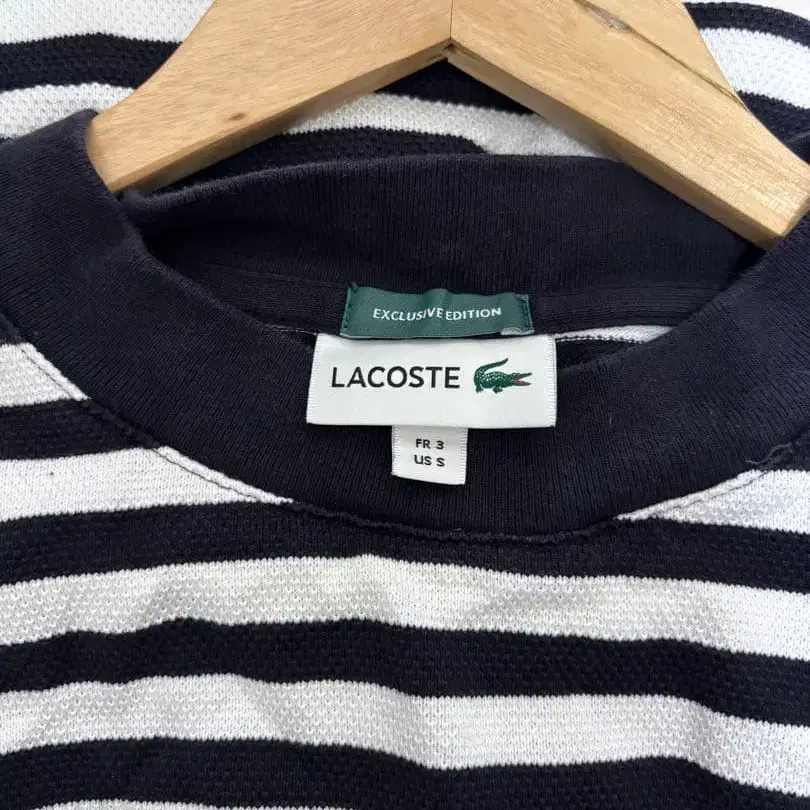 EXCLUSIVE EDITION
LACOSTE
FR 3
US S